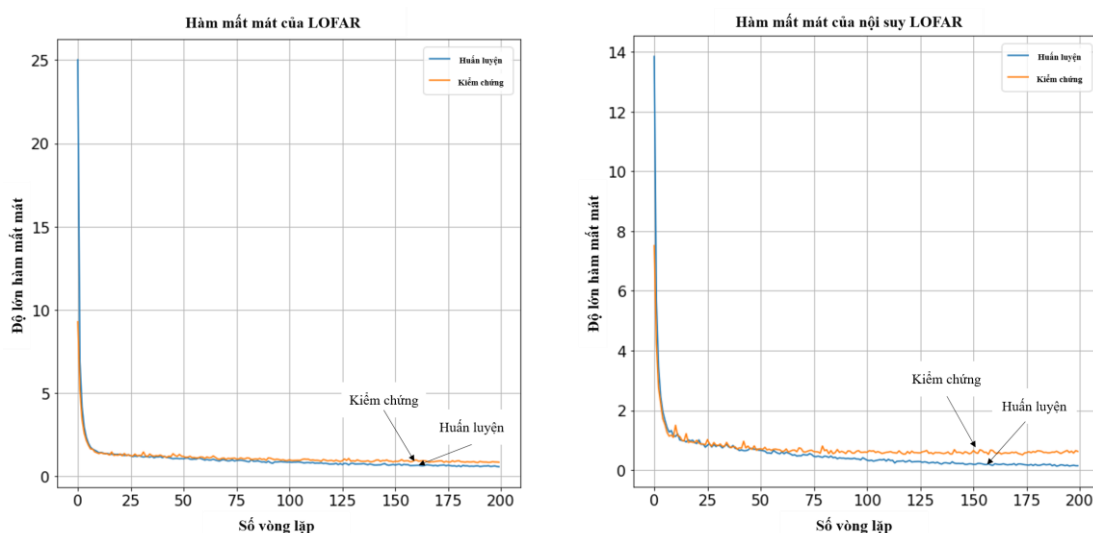 Hàm mất mát của LOFAR
Huấn luyện
Kiểm chứng
25
20
15
10
5
0
Độ lớn hàm mất mát
Kiểm chứng
Huấn luyện
0 25 50 75 100 125 150 175 200
Số vòng lặp
Hàm mất mát của nội suy LOFAR
Huấn luyện
Kiểm chứng
14
12
10
8
6
4
2
0
Độ lớn hàm mất mát
Kiểm chứng
Huấn luyện
0 25 50 75 100 125 150 175 200
Số vòng lặp